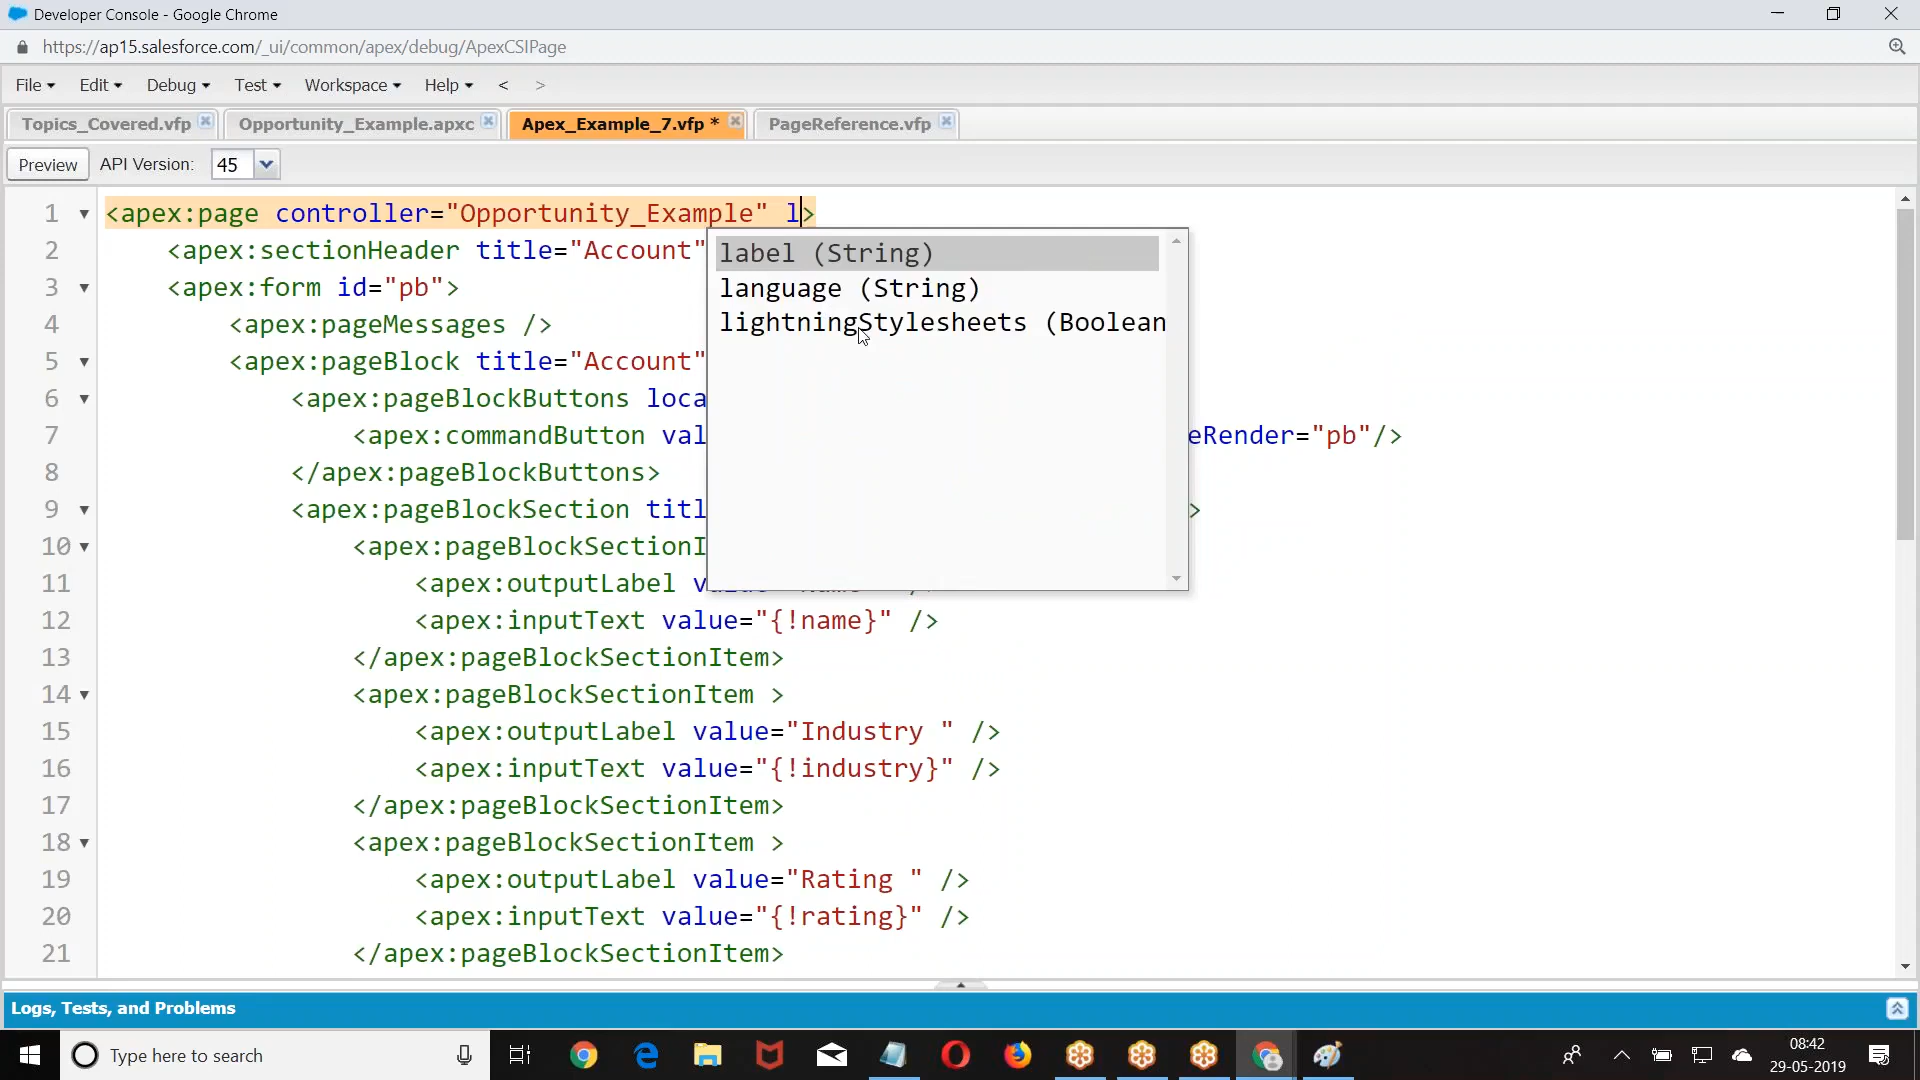 Developer Console - Google Chrome
https://ap15.salesforce.com/_ui/common/apex/debug/ApexCSIPage
File Edit Debug Test Workspace Help < >
Topics_Covered.vfp Opportunity_Example.apxc Apex_Example_7.vfp * PageReference.vfp
Preview API Version: 45
1 <apex:page controller="Opportunity_Example" l>
2 <apex:sectionHeader title="Account"
3 <apex:form id="pb">
4 <apex:pageMessages />
5 <apex:pageBlock title="Account"
6 <apex:pageBlockButtons loca
7 <apex:commandButton val eRender="pb"/>
8 </apex:pageBlockButtons>
9 <apex:pageBlockSection titl >
10 <apex:pageBlockSectionI
11 <apex:outputLabel
12 <apex:inputText value="{!name}" />
13 </apex:pageBlockSectionItem>
14 <apex:pageBlockSectionItem >
15 <apex:outputLabel value="Industry " />
16 <apex:inputText value="{!industry}" />
17 </apex:pageBlockSectionItem>
18 <apex:pageBlockSectionItem >
19 <apex:outputLabel value="Rating " />
20 <apex:inputText value="{!rating}" />
21 </apex:pageBlockSectionItem>
label (String)
language (String)
lightningStylesheets (Boolean
Logs, Tests, and Problems
Type here to search
08:42
29-05-2019